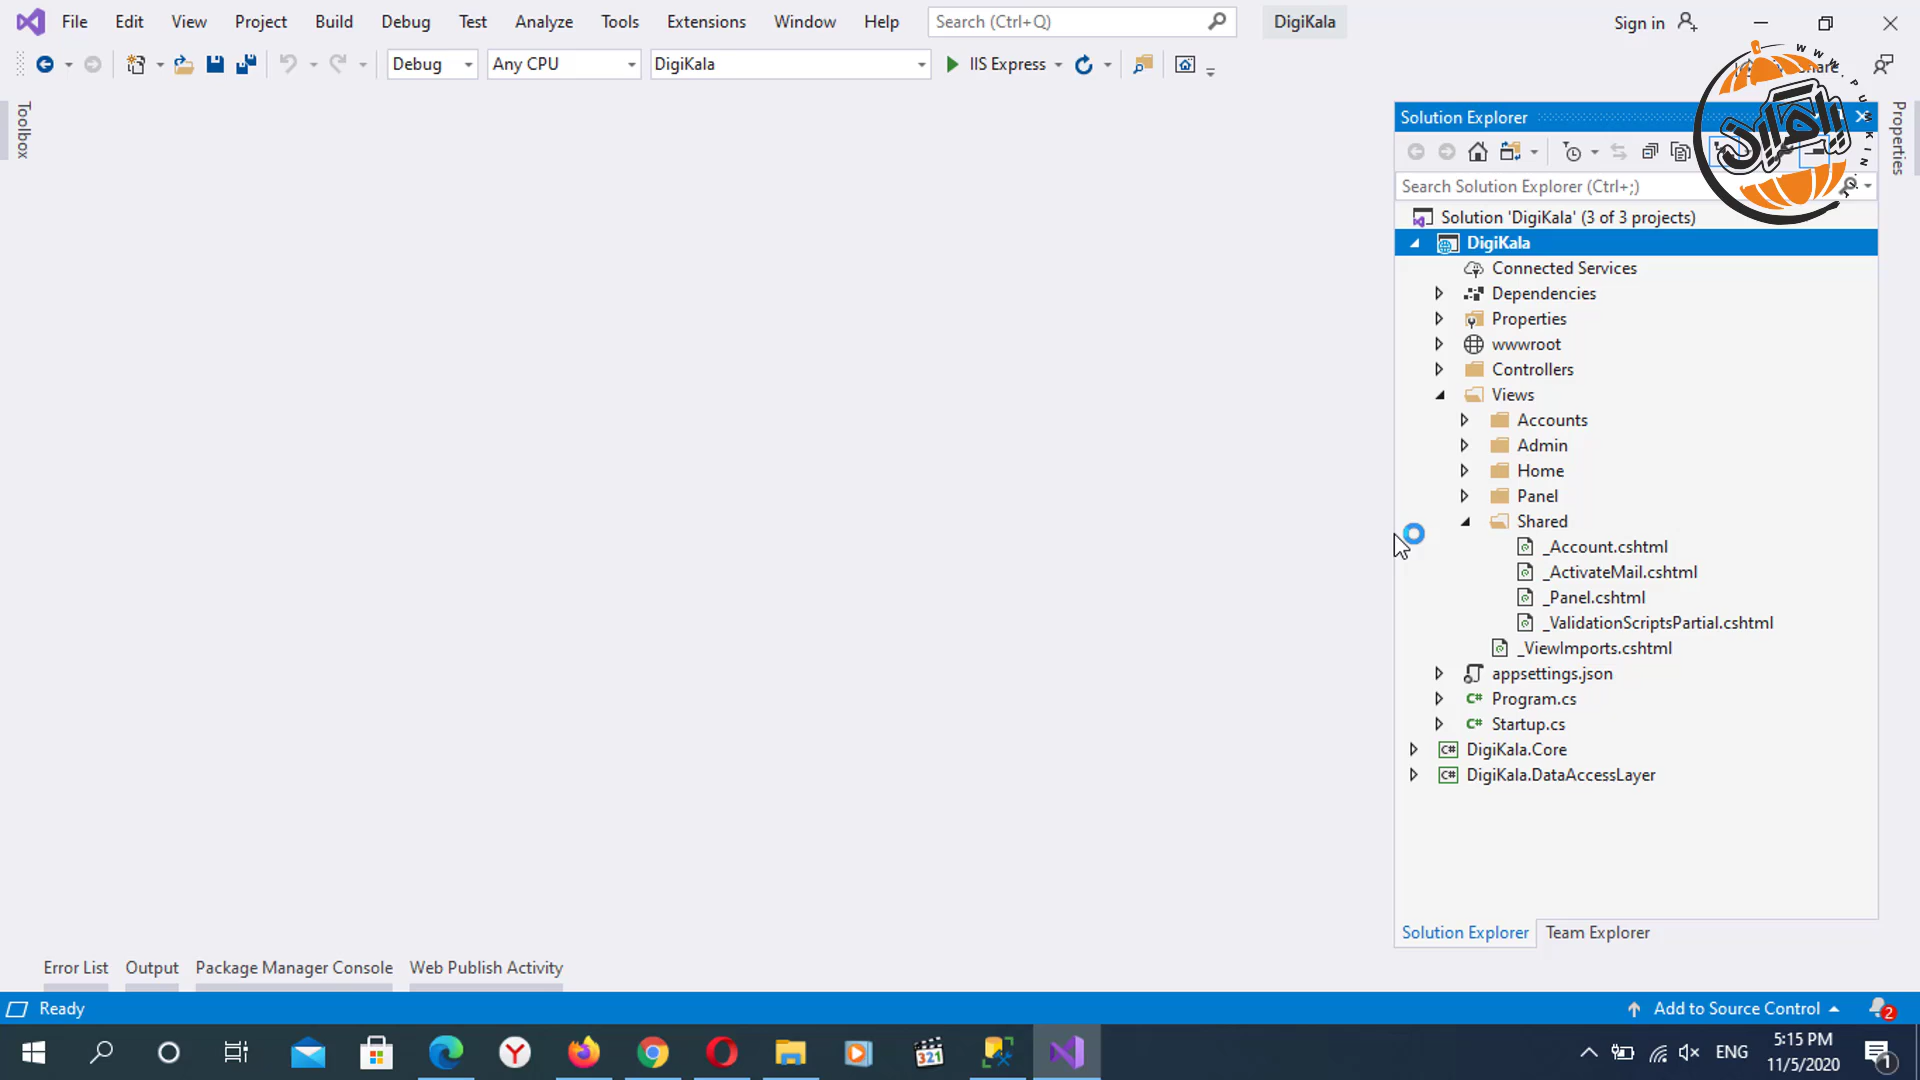 File Edit View Project Build Debug Test Analyze Tools Extensions Window Help Search (Ctrl+Q) DigiKala Sign in
Debug Any CPU DigiKala IIS Express Share
Toolbox
Properties
Solution Explorer
Search Solution Explorer (Ctrl+;)
Solution 'DigiKala' (3 of 3 projects)
DigiKala
Connected Services
Dependencies
Properties
wwwroot
Controllers
Views
Accounts
Admin
Home
Panel
Shared
_Account.cshtml
_ActivateMail.cshtml
_Panel.cshtml
_ValidationScriptsPartial.cshtml
_ViewImports.cshtml
appsettings.json
Program.cs
Startup.cs
DigiKala.Core
DigiKala.DataAccessLayer
Solution Explorer Team Explorer
Error List Output Package Manager Console Web Publish Activity
Ready Add to Source Control 2
321 ENG 5:15 PM
11/5/2020 1